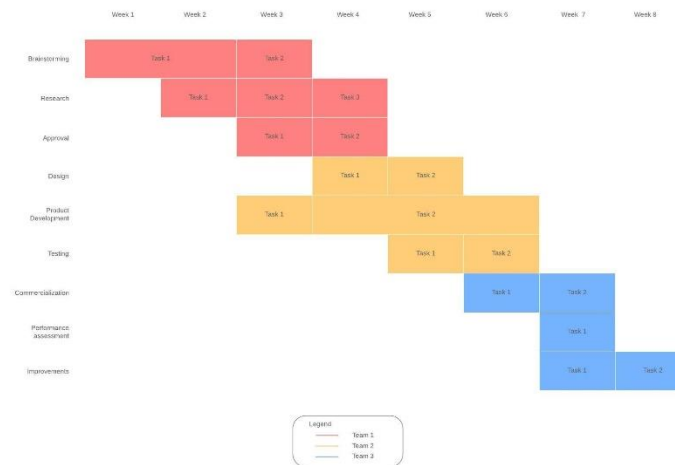 Week 1 Week 2 Week 3 Week 4 Week 5 Week 6 Week 7 Week 8
Brainstorming Task 1 Task 2
Research Task 1 Task 2 Task 3
Approval Task 1 Task 2
Design Task 1 Task 2
Product
Development Task 1 Task 2
Testing Task 1 Task 2
Commercialization Task 1 Task 2
Performance
assessment Task 1
Improvements Task 1 Task 2
Legend
Team 1
Team 2
Team 3